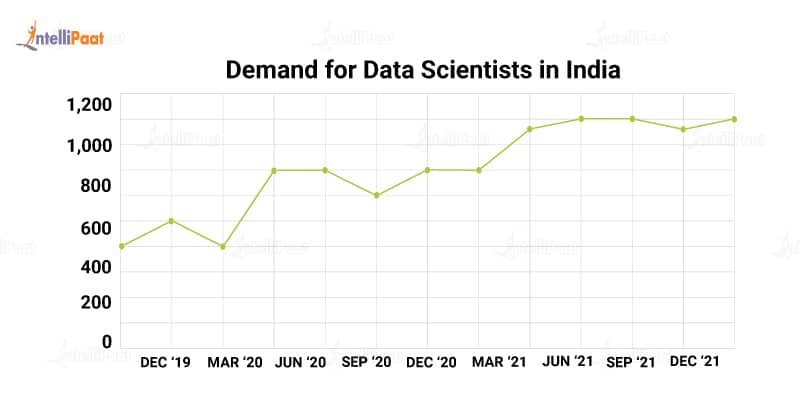 intelliPaat
Demand for Data Scientists in India
1,200
1,000
800
600
400
200
0
DEC ‘19 MAR ‘20 JUN ‘20 SEP ‘20 DEC ‘20 MAR ‘21 JUN ‘21 SEP ‘21 DEC ‘21